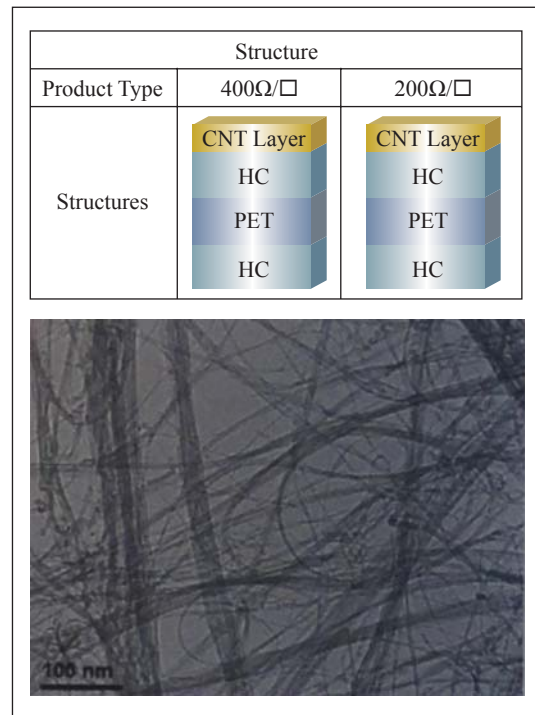 Structure
Product Type 400Ω/□ 200Ω/□
Structures
CNT Layer CNT Layer
HC HC
PET PET
HC HC
100 nm